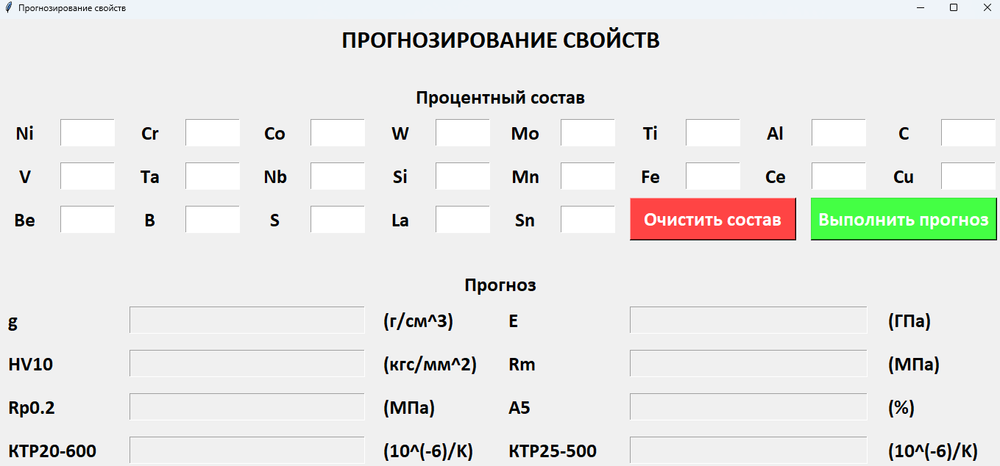 Прогнозирование свойств
ПРОГНОЗИРОВАНИЕ СВОЙСТВ
Процентный состав
Ni Cr Co W Mo Ti Al C
V Ta Nb Si Mn Fe Ce Cu
Be B S La Sn Очистить состав Выполнить прогноз
Прогноз
g (г/см^3) E (ГПа)
HV10 (кгс/мм^2) Rm (МПа)
Rp0.2 (МПа) A5 (%)
КТР20-600 (10^(-6)/K) КТР25-500 (10^(-6)/K)